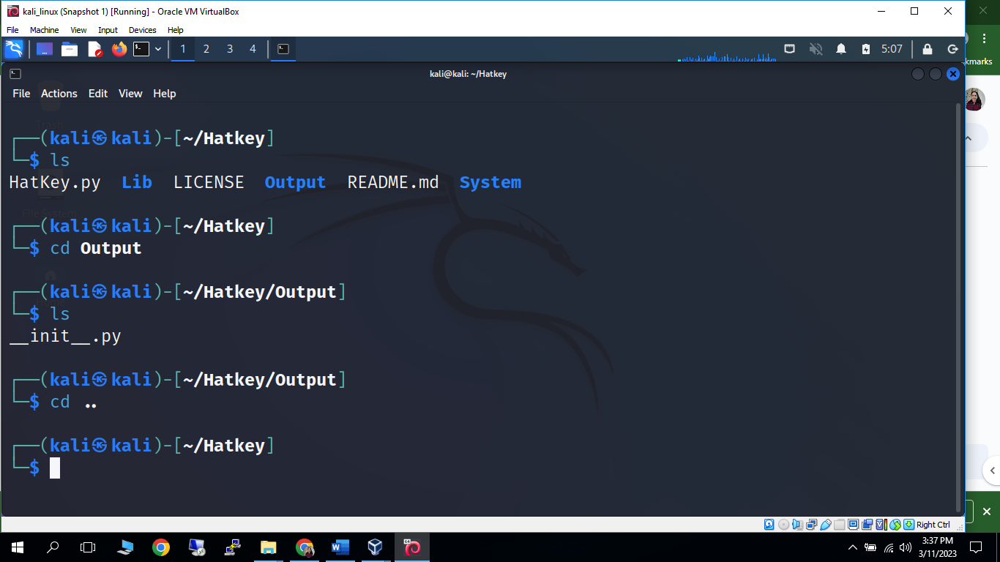 kali_linux (Snapshot 1) [Running] - Oracle VM VirtualBox
File Machine View Input Devices Help
1 2 3 4 5:07
kmarks
kali@kali: ~/Hatkey
File Actions Edit View Help
┌──(kali㉿kali)-[~/Hatkey]
└─$ ls
HatKey.py Lib LICENSE Output README.md System
File System
┌──(kali㉿kali)-[~/Hatkey]
└─$ cd Output
┌──(kali㉿kali)-[~/Hatkey/Output]
└─$ ls
__init__.py
┌──(kali㉿kali)-[~/Hatkey/Output]
└─$ cd ..
┌──(kali㉿kali)-[~/Hatkey]
└─$
Right Ctrl
64
3:37 PM
3/11/2023